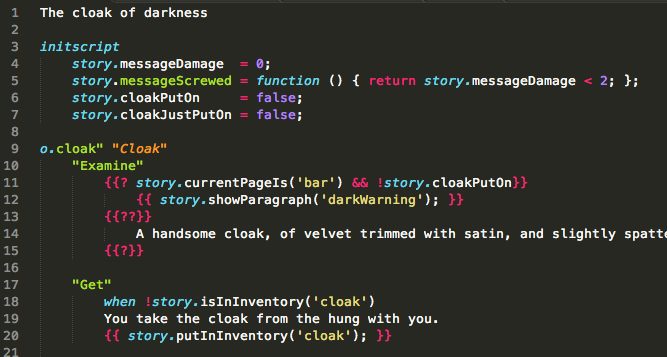 1 The cloak of darkness
2
3 initscript
4 story.messageDamage = 0;
5 story.messageScrewed = function () { return story.messageDamage < 2; };
6 story.cloakPutOn = false;
7 story.cloakJustPutOn = false;
8
9 o.cloak" "Cloak"
10 "Examine"
11 {{? story.currentPageIs('bar') && !story.cloakPutOn}}
12 {{ story.showParagraph('darkWarning'); }}
13 {{??}}
14 A handsome cloak, of velvet trimmed with satin, and slightly spatte
15 {{?}}
16
17 "Get"
18 when !story.isInInventory('cloak')
19 You take the cloak from the hung with you.
20 {{ story.putInInventory('cloak'); }}
21